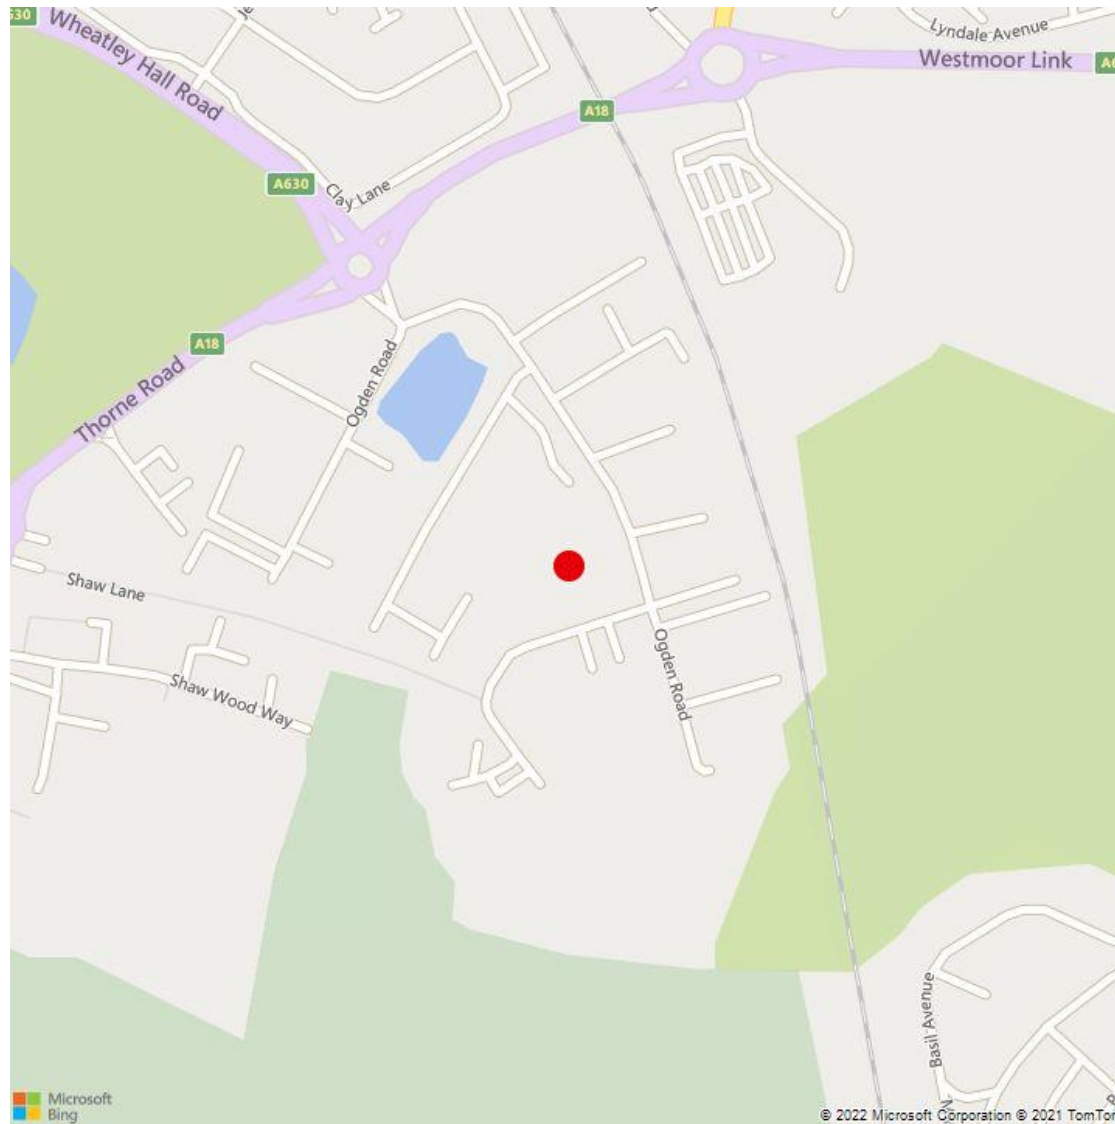 630
Wheatley Hall Road
Lyndale Avenue
Westmoor Link
A18
A630
Clay Lane
A18
Thorne Road
Ogden Road
Shaw Lane
Shaw Wood Way
Ogden Road
Basil Avenue
Microsoft
Bing
© 2022 Microsoft Corporation © 2021 TomTom